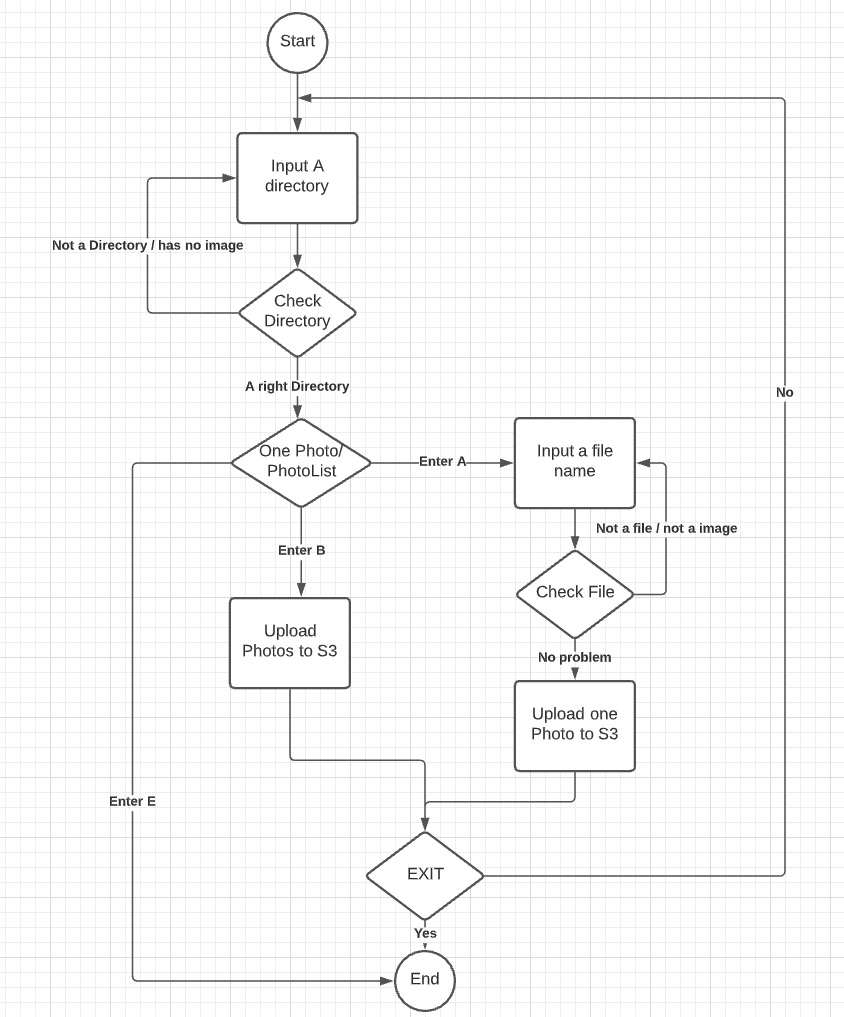 Start
Input A
directory
Not a Directory / has no image
Check
Directory
A right Directory
No
One Photo/
PhotoList
Enter A
Input a file
name
Not a file / not a image
Enter B
Check File
Upload
Photos to S3
No problem
Upload one
Photo to S3
Enter E
EXIT
Yes
End